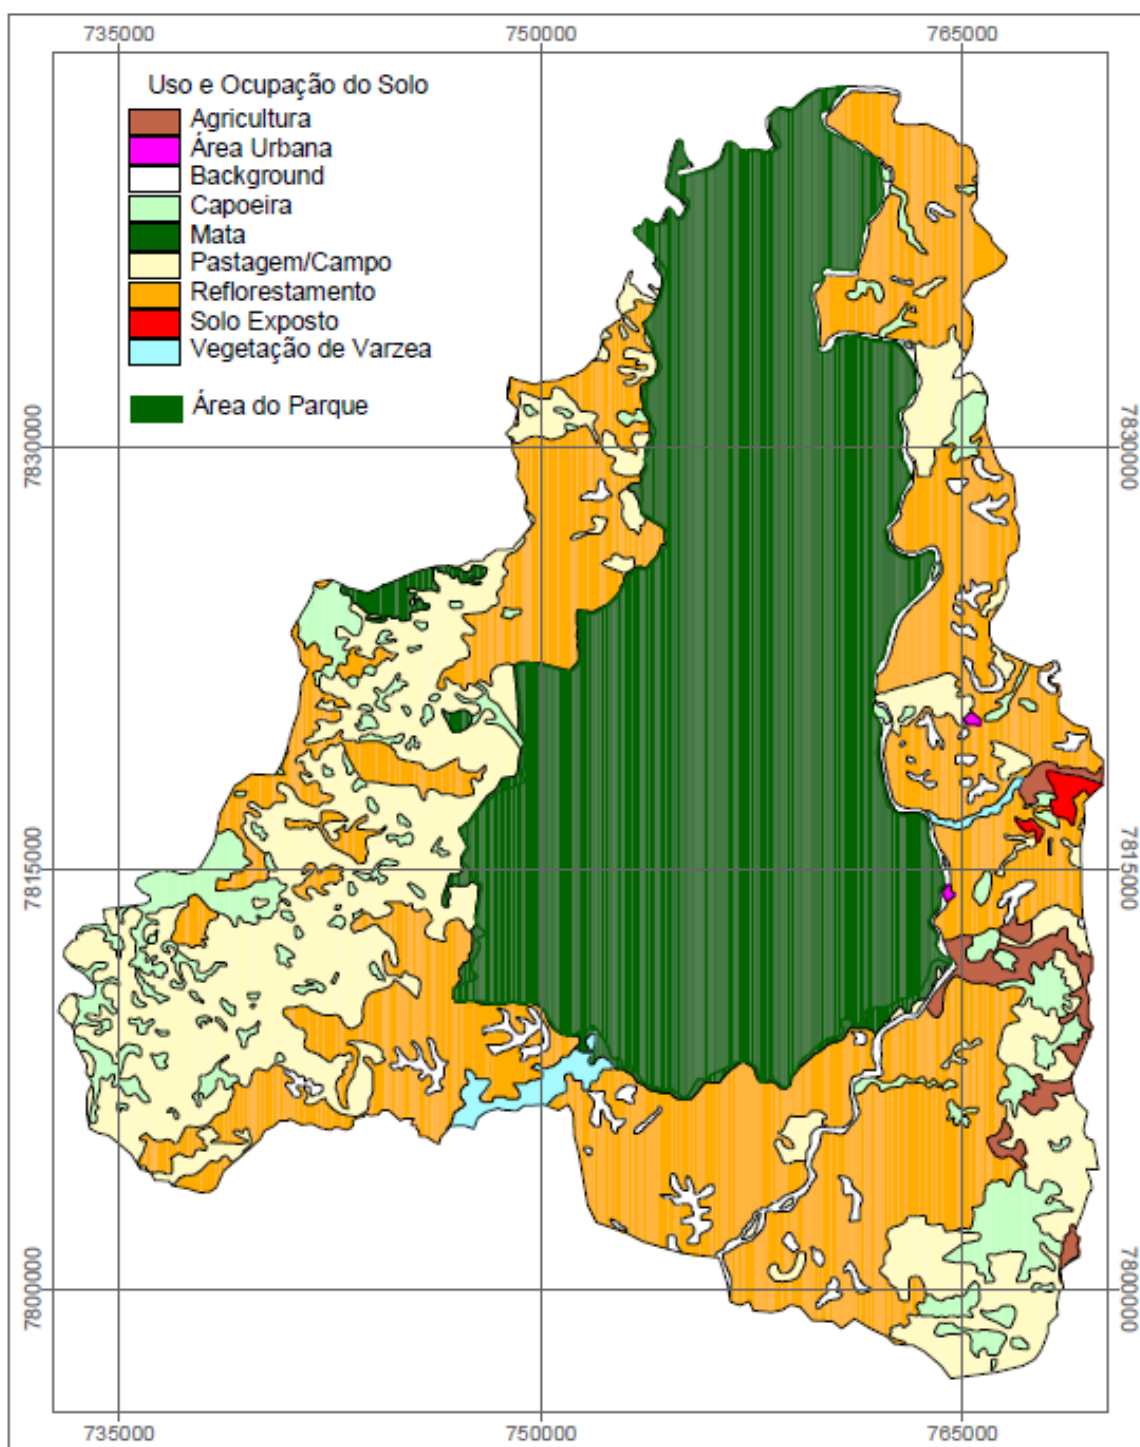 735000 750000 765000
Uso e Ocupação do Solo
Agricultura
Área Urbana
Background
Capoeira
Mata
Pastagem/Campo
Reflorestamento
Solo Exposto
Vegetação de Varzea
Área do Parque
7830000 7830000
7815000 7815000
7800000 7800000
735000 750000 765000